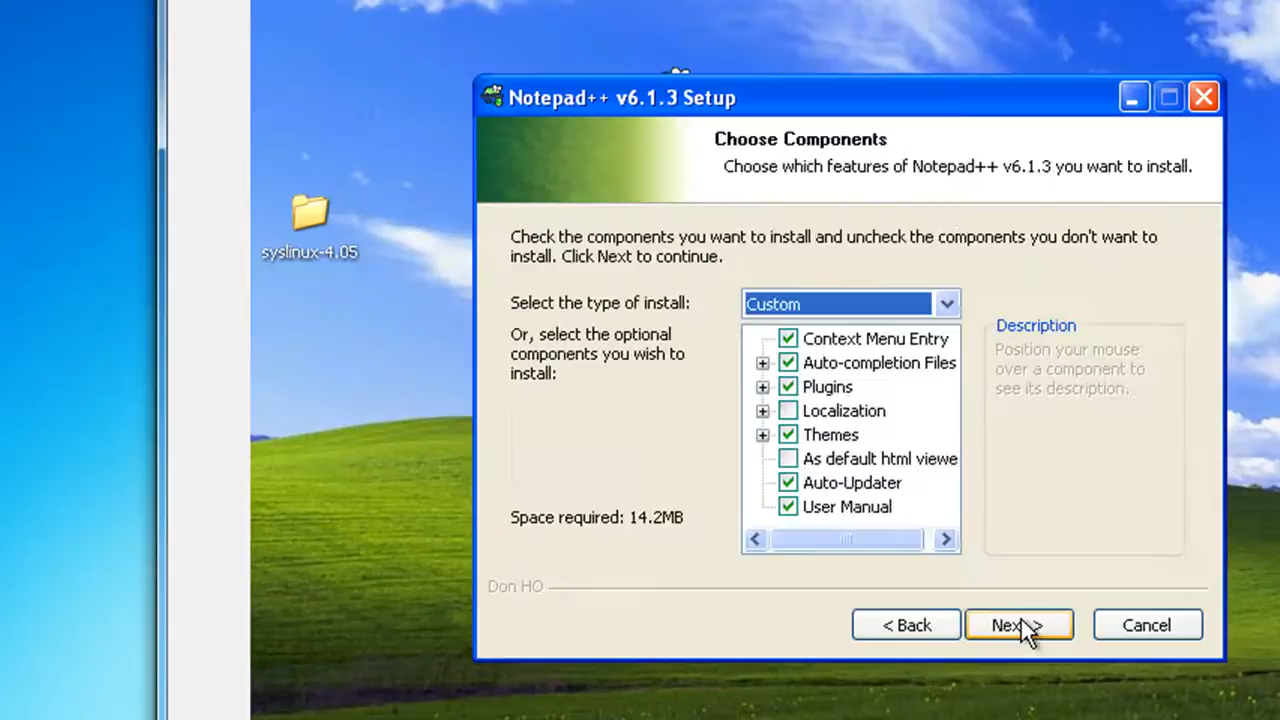 Notepad++ v6.1.3 Setup
Choose Components
Choose which features of Notepad++ v6.1.3 you want to install.
syslinux-4.05
Check the components you want to install and uncheck the components you don't want to
install. Click Next to continue.
Select the type of install:
Custom
Or, select the optional
components you wish to
install:
Context Menu Entry
Auto-completion Files
Plugins
Localization
Themes
As default html viewe
Auto-Updater
User Manual
Description
Position your mouse
over a component to
see its description.
Space required: 14.2MB
Don HO
< Back
Next >
Cancel